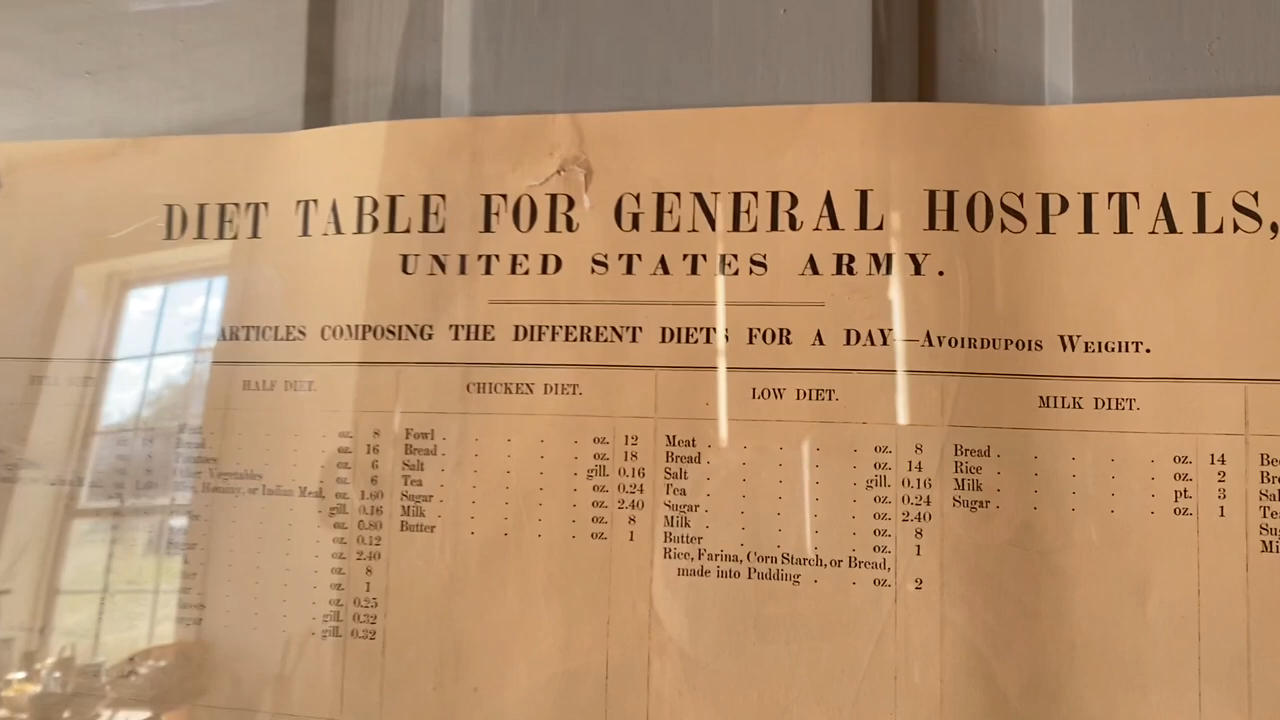 DIET TABLE FOR GENERAL HOSPITALS,
UNITED STATES ARMY.
ARTICLES COMPOSING THE DIFFERENT DIETS FOR A DAY—AVOIRDUPOIS WEIGHT.
HALF DIET.
oz. 8
oz. 16
oz. 6
Vegetables oz. 6
Hominy, or Indian Meal, oz. 1.60
gill. 0.16
oz. 0.80
oz. 0.12
oz. 2.40
oz. 8
oz. 1
oz. 0.25
gill. 0.32
gill. 0.32
CHICKEN DIET.
Fowl . . . . . oz. 12
Bread . . . . . oz. 18
Salt . . . . . gill. 0.16
Tea . . . . . oz. 0.24
Sugar . . . . . oz. 2.40
Milk . . . . . oz. 8
Butter . . . . . oz. 1
LOW DIET.
Meat . . . . . oz. 8
Bread . . . . . oz. 14
Salt . . . . . gill. 0.16
Tea . . . . . oz. 0.24
Sugar . . . . . oz. 2.40
Milk . . . . . oz. 8
Butter . . . . . oz. 1
Rice, Farina, Corn Starch, or Bread,
made into Pudding . . oz. 2
MILK DIET.
Bread . . . . . oz. 14
Rice . . . . . oz. 2
Milk . . . . . pt. 3
Sugar . . . . . oz. 1